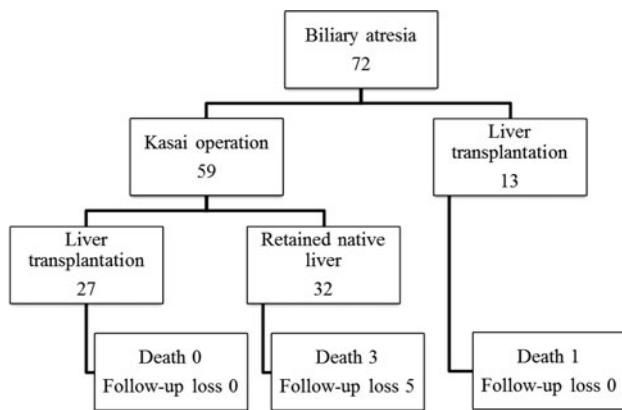 Biliary atresia
72
Kasai operation
59
Liver
transplantation
13
Liver
transplantation
27
Retained native
liver
32
Death 0
Follow-up loss 0
Death 3
Follow-up loss 5
Death 1
Follow-up loss 0